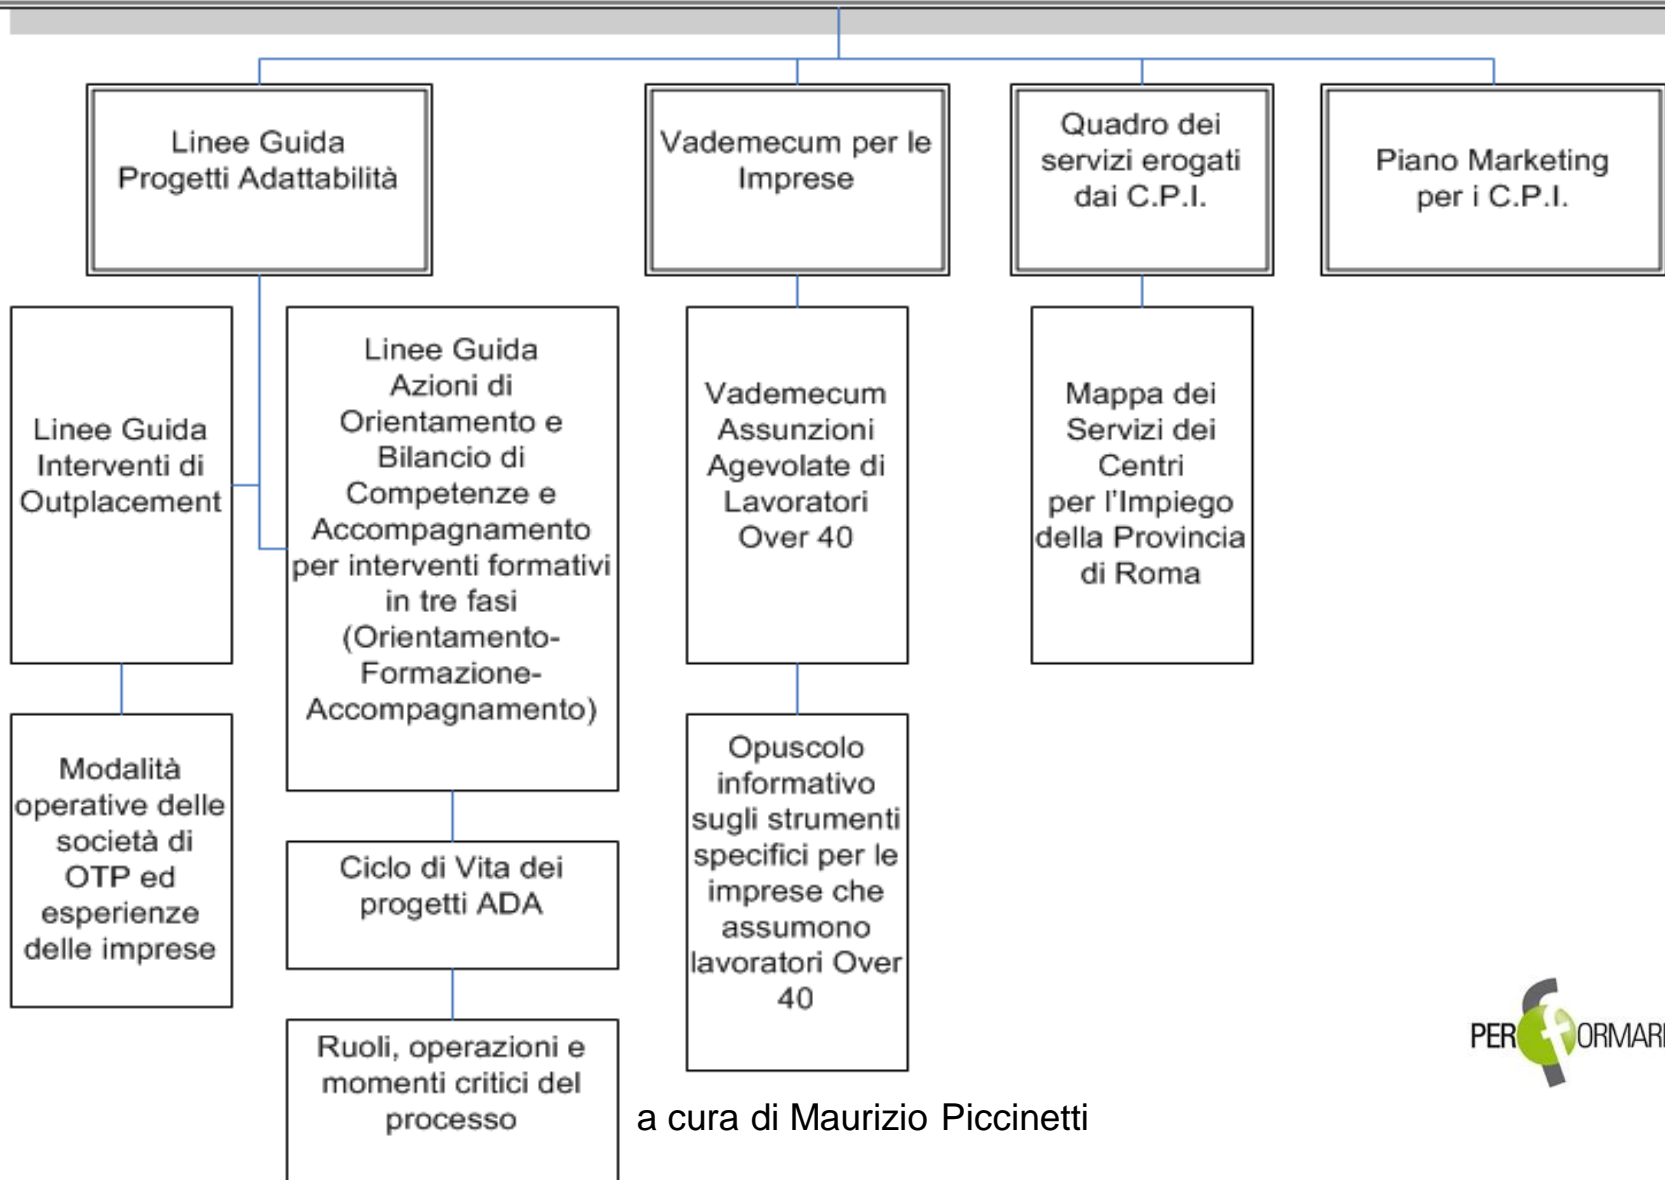 Linee Guida
Progetti Adattabilità
Vademecum per le
Imprese
Quadro dei
servizi erogati
dai C.P.I.
Piano Marketing
per i C.P.I.
Linee Guida
Interventi di
Outplacement
Linee Guida
Azioni di
Orientamento e
Bilancio di
Competenze e
Accompagnamento
per interventi formativi
in tre fasi
(Orientamento-
Formazione-
Accompagnamento)
Vademecum
Assunzioni
Agevolate di
Lavoratori
Over 40
Mappa dei
Servizi dei
Centri
per l'Impiego
della Provincia
di Roma
Modalità
operative delle
società di
OTP ed
esperienze
delle imprese
Ciclo di Vita dei
progetti ADA
Opuscolo
informativo
sugli strumenti
specifici per le
imprese che
assumono
lavoratori Over
40
Ruoli, operazioni e
momenti critici del
processo
a cura di Maurizio Piccinetti
PERfORMARE